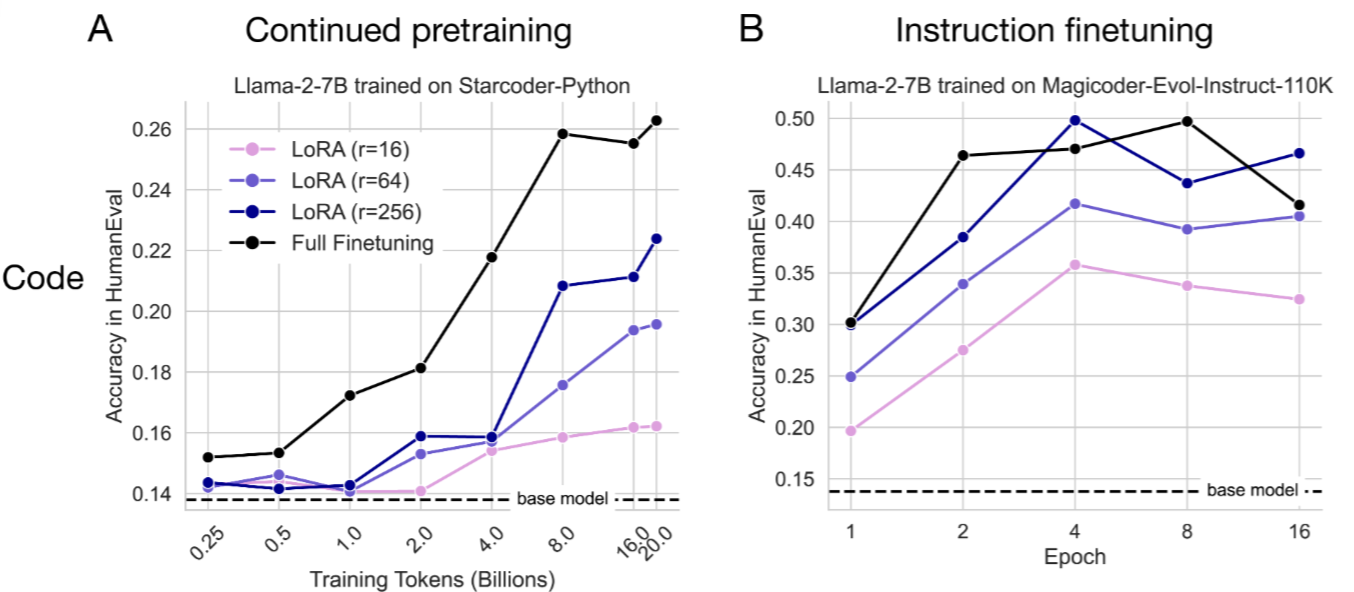 A
Continued pretraining
Llama-2-7B trained on Starcoder-Python
Code
Accuracy in HumanEval
0.26
0.24
0.22
0.20
0.18
0.16
0.14
LoRA (r=16)
LoRA (r=64)
LoRA (r=256)
Full Finetuning
base model
0.25
0.5
1.0
2.0
4.0
8.0
16.0
20.0
Training Tokens (Billions)
B
Instruction finetuning
Llama-2-7B trained on Magicoder-Evol-Instruct-110K
Accuracy in HumanEval
0.50
0.45
0.40
0.35
0.30
0.25
0.20
0.15
base model
1
2
4
8
16
Epoch